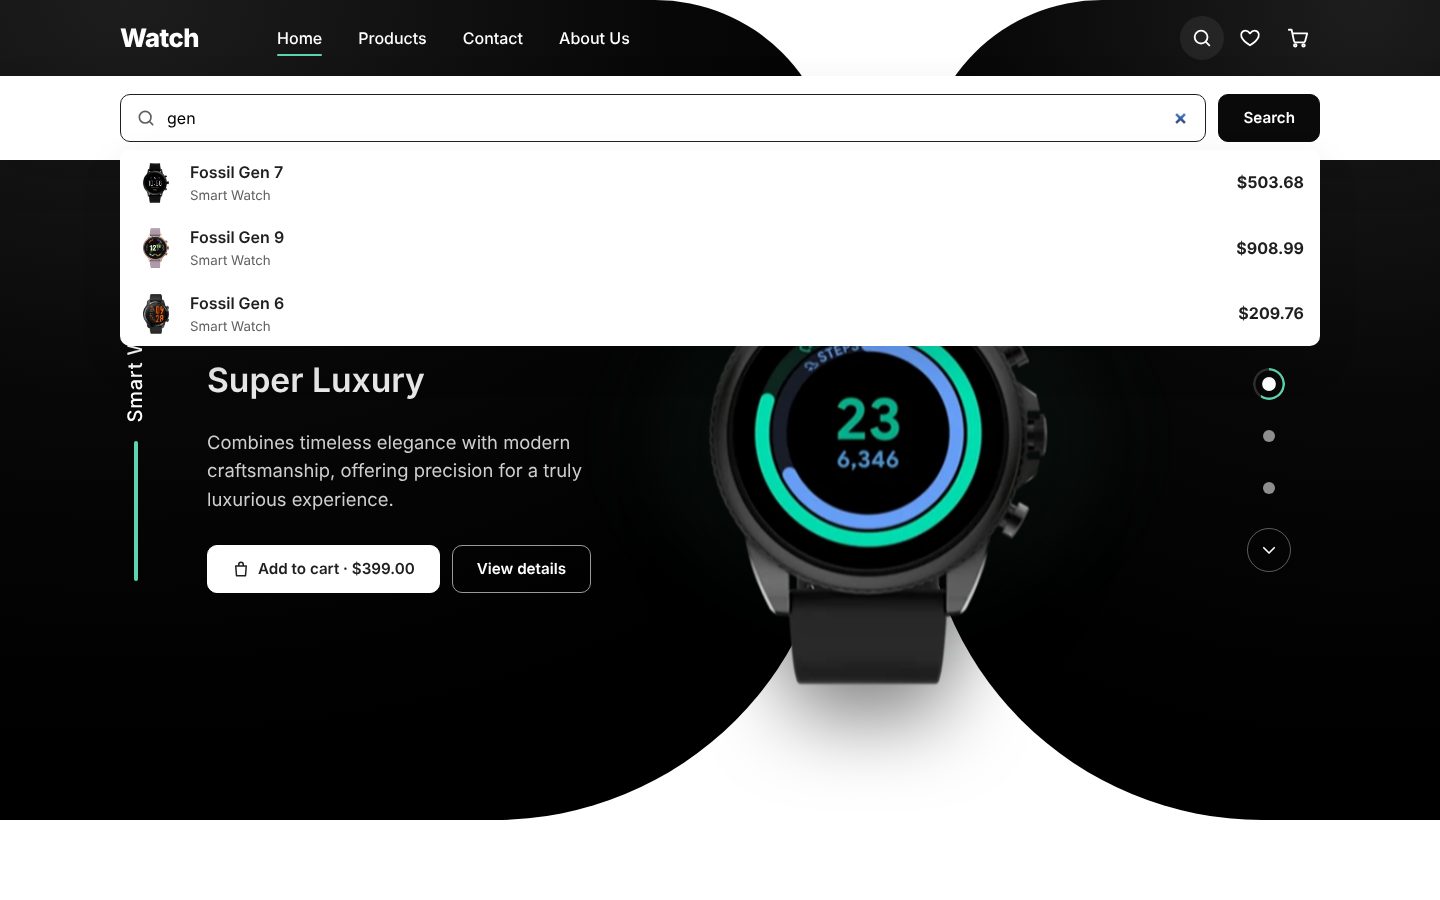 Watch
Home
Products
Contact
About Us
gen
Search
Fossil Gen 7
Smart Watch
$503.68
Fossil Gen 9
Smart Watch
$908.99
Fossil Gen 6
Smart Watch
$209.76
Smart
Super Luxury
Combines timeless elegance with modern
craftsmanship, offering precision for a truly
luxurious experience.
Add to cart · $399.00
View details
STEPS
23
6,346